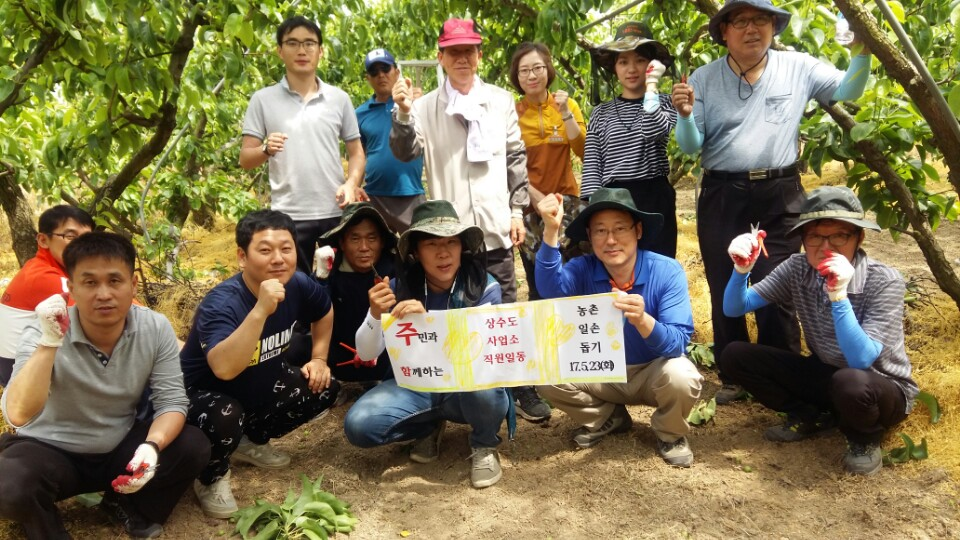 주민과
함께하는
상수도
사업소
직원일동
농촌
일손
돕기
17.5.23(화)
NOLIN